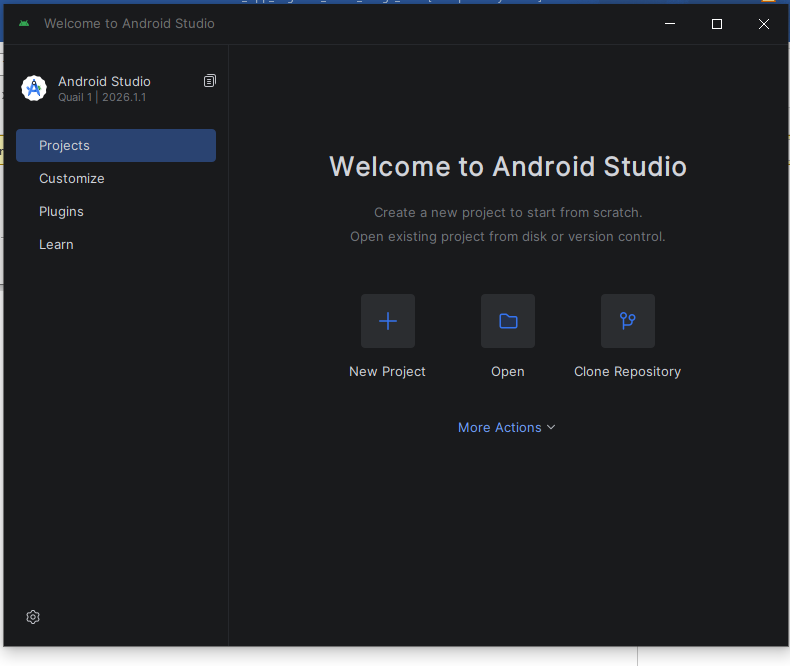 Welcome to Android Studio
Android Studio
Quail 1 | 2026.1.1
Projects
Customize
Plugins
Learn
Welcome to Android Studio
Create a new project to start from scratch.
Open existing project from disk or version control.
New Project
Open
Clone Repository
More Actions